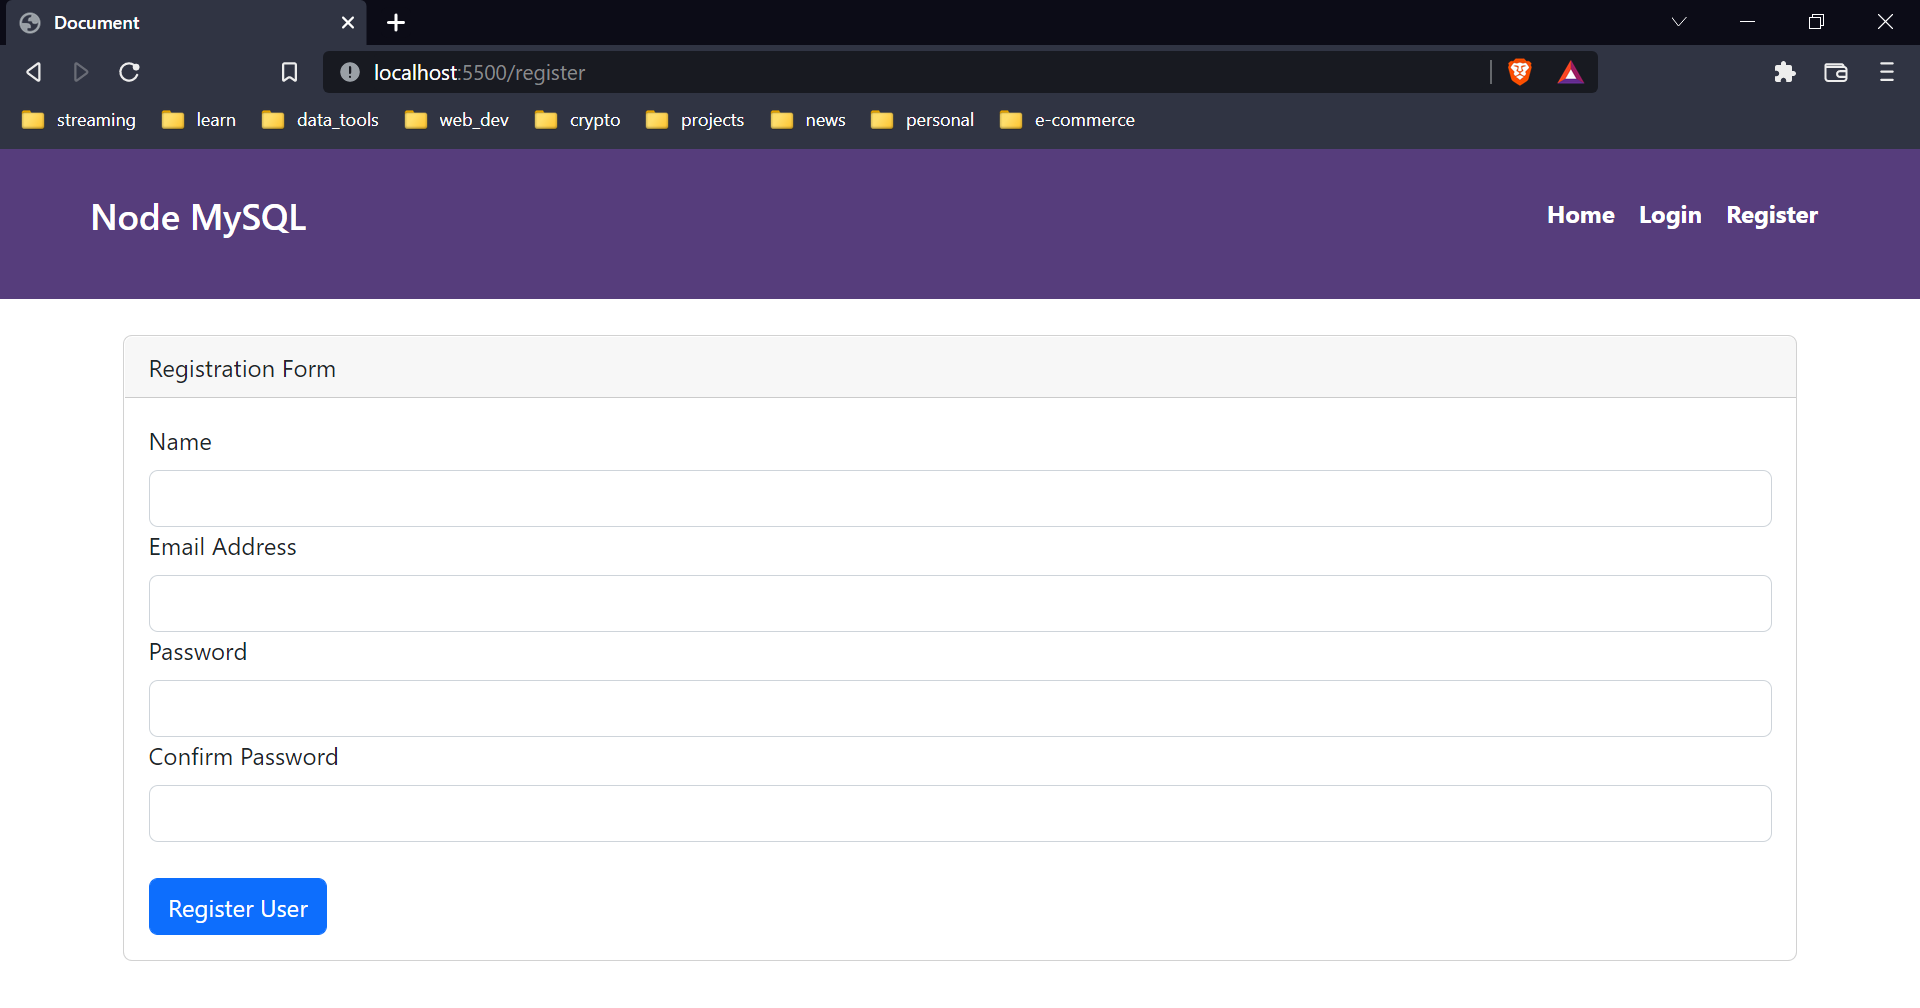 Document
localhost:5500/register
streaming learn data_tools web_dev crypto projects news personal e-commerce
Node MySQL Home Login Register
Registration Form
Name
Email Address
Password
Confirm Password
Register User